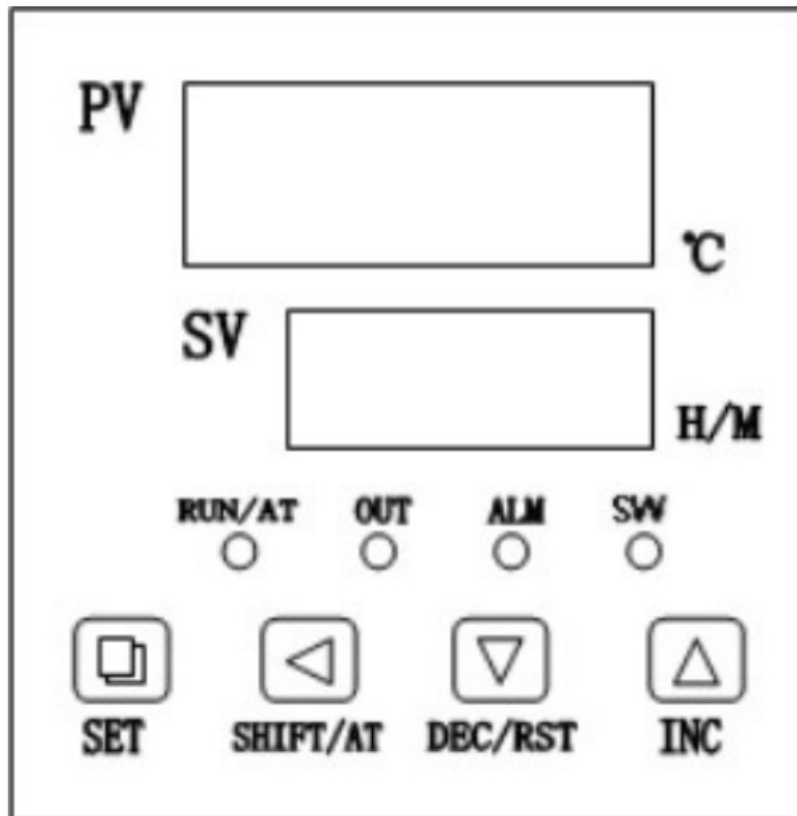 PV
℃
SV
H/M
RUN/AT OUT ALM SW
SET SHIFT/AT DEC/RST INC